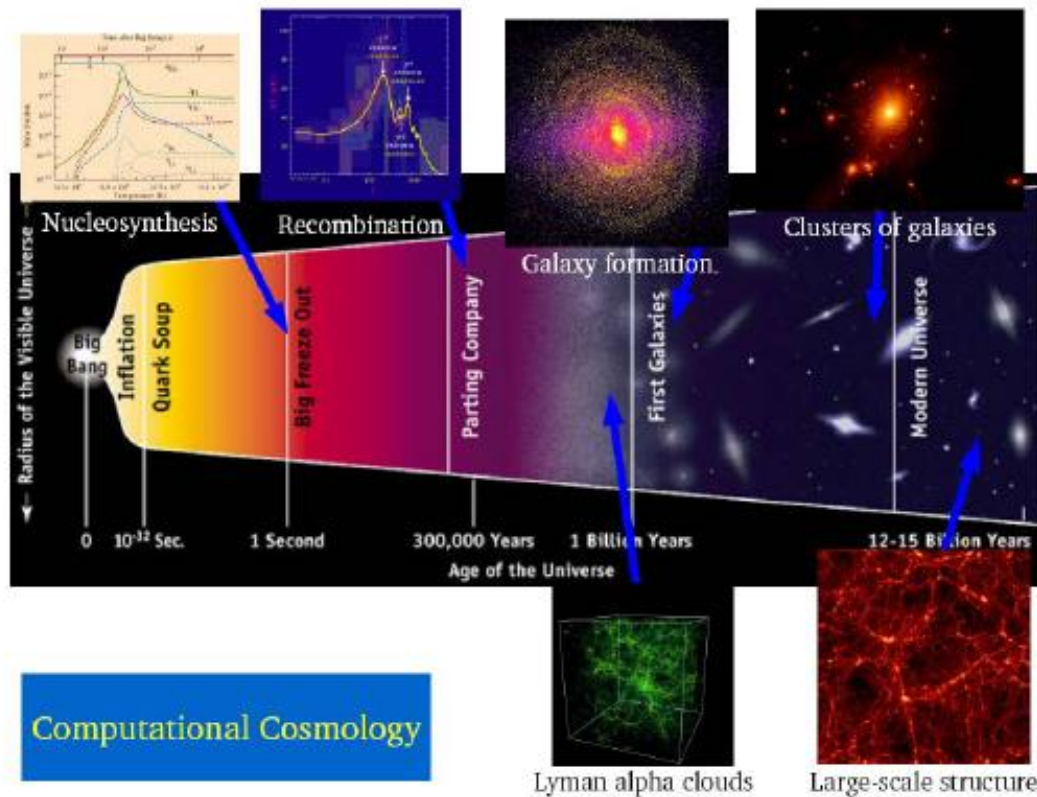 Nucleosynthesis
Recombination
Galaxy formation.
Clusters of galaxies
Radius of the Visible Universe
Big
Bang
Inflation
Quark Soup
Big Freeze Out
Parting Company
First Galaxies
Modern Universe
0
10⁻³² Sec.
1 Second
300,000 Years
1 Billion Years
12-15 Billion Years
Age of the Universe
Computational Cosmology
Lyman alpha clouds
Large-scale structure